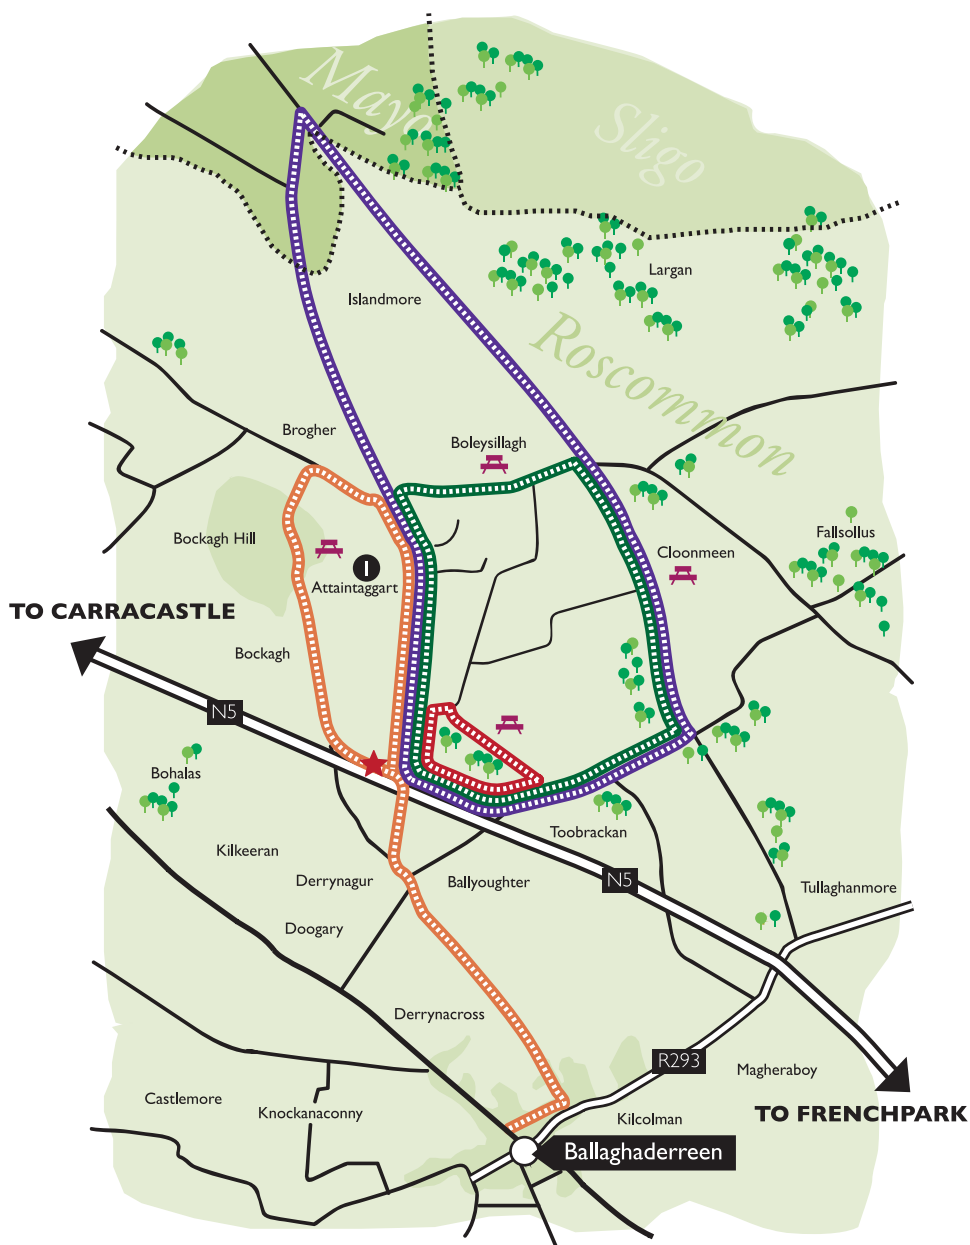 Mayo
Sligo
Largan
Islandmore
Roscommon
Brogher
Boleysillagh
Bockagh Hill
Fallsollus
Cloonmeen
I
Attaintaggart
TO CARRACASTLE
Bockagh
N5
Bohalas
Toobrackan
Kilkeeran
Derrynagur
Ballyoughter
N5
Tullaghanmore
Doogary
Derrynacross
R293
Magheraboy
Castlemore
Knockanaconny
Kilcolman
TO FRENCHPARK
Ballaghaderreen